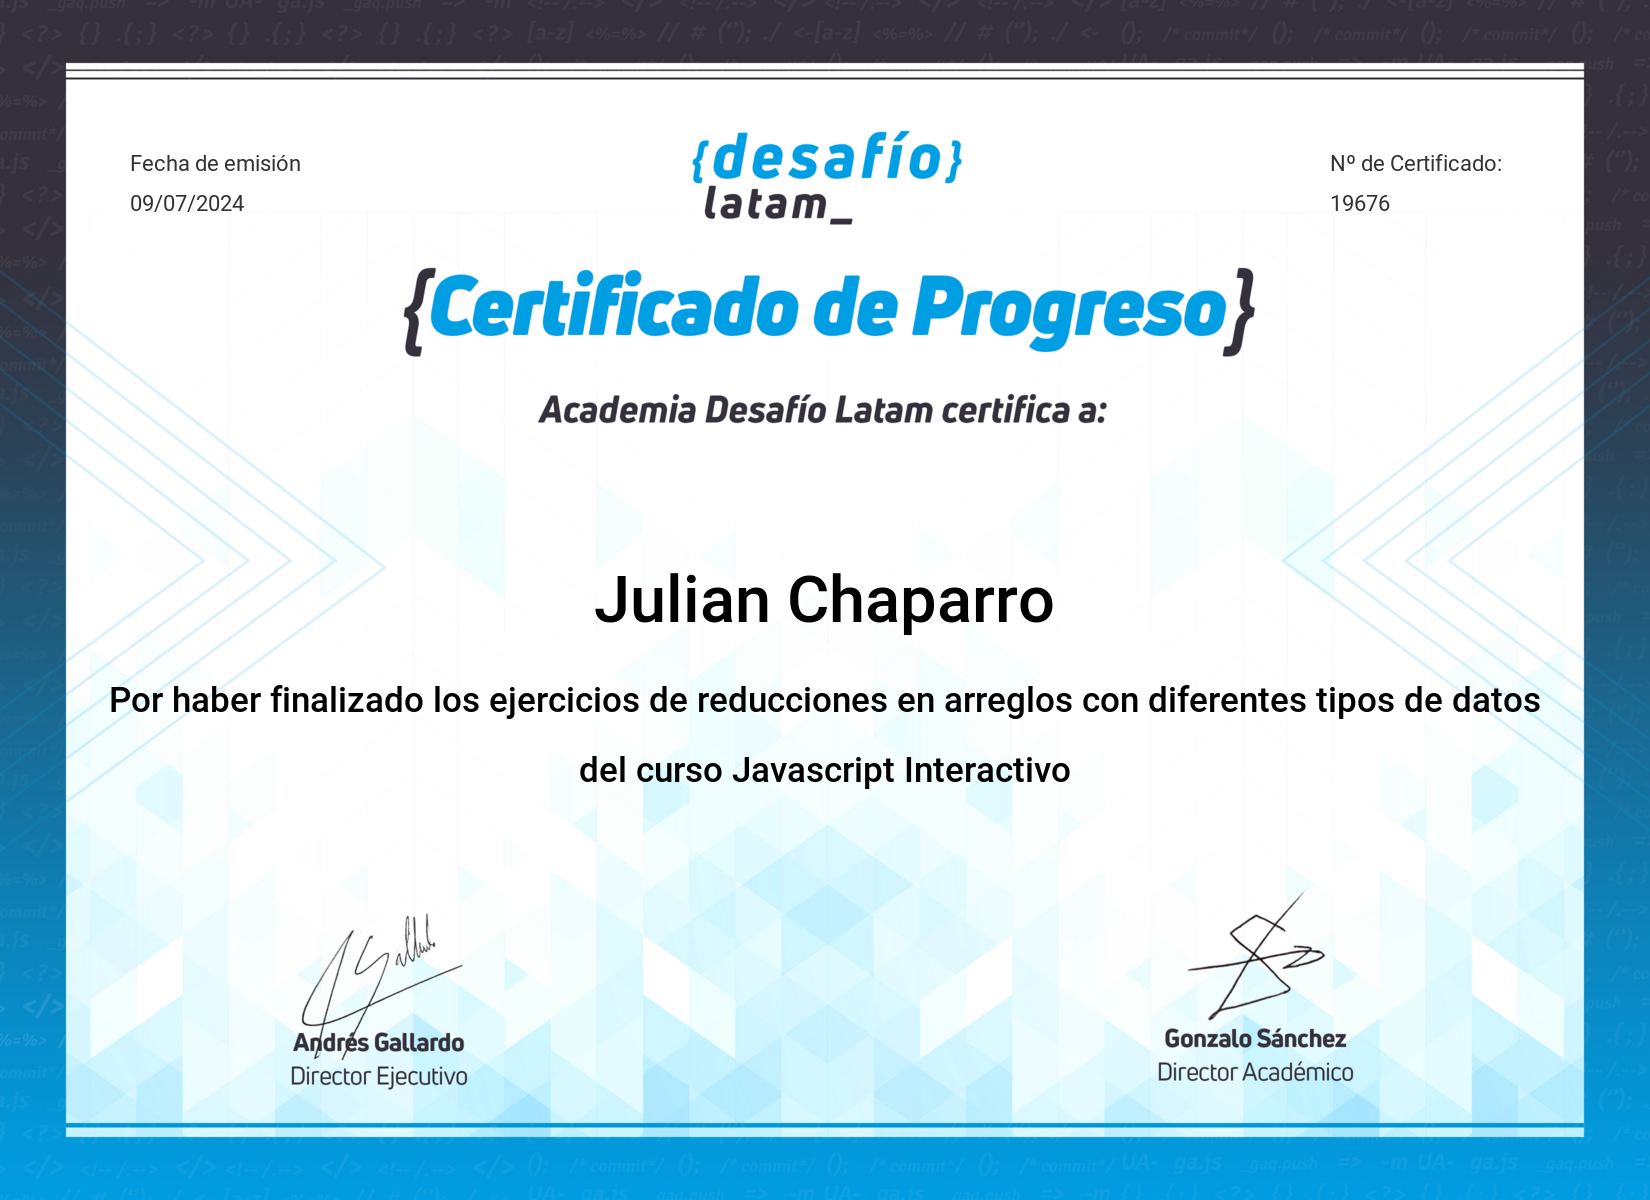 Fecha de emisión
09/07/2024
{desafío}
latam_
Nº de Certificado:
19676
{Certificado de Progreso}
Academia Desafío Latam certifica a:
Julian Chaparro
Por haber finalizado los ejercicios de reducciones en arreglos con diferentes tipos de datos
del curso Javascript Interactivo
Andrés Gallardo
Director Ejecutivo
Gonzalo Sánchez
Director Académico